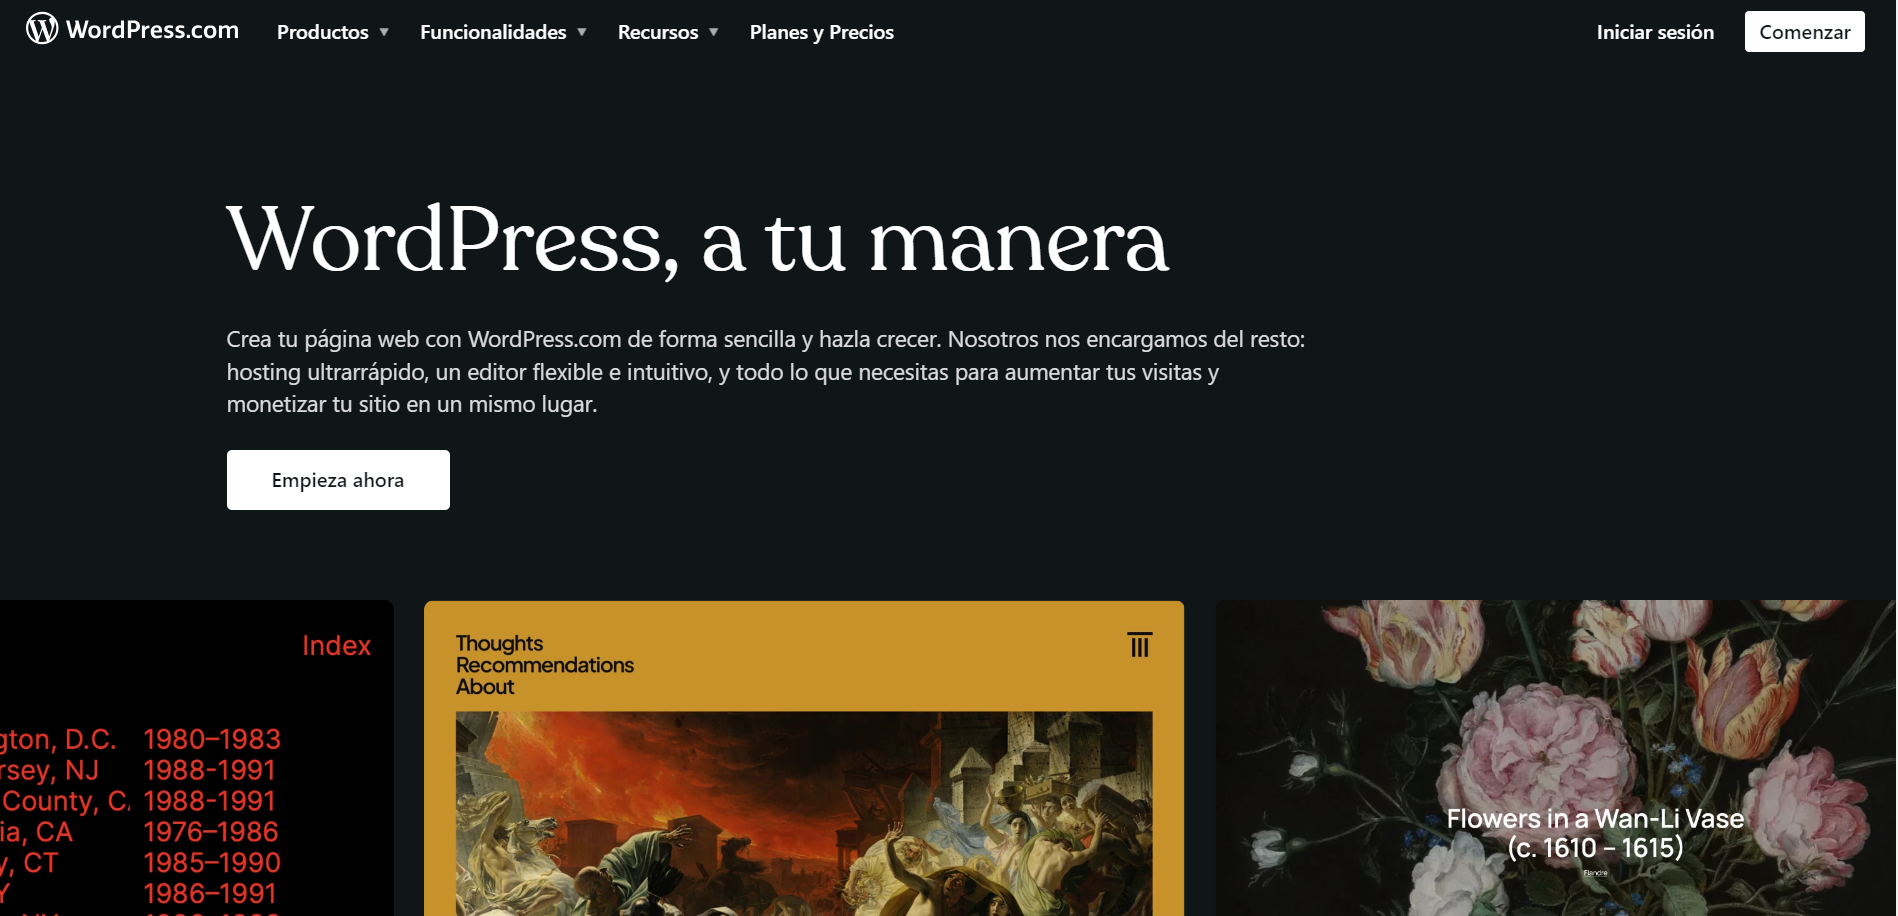 WordPress.com
Productos
Funcionalidades
Recursos
Planes y Precios
Iniciar sesión
Comenzar
WordPress, a tu manera
Crea tu página web con WordPress.com de forma sencilla y hazla crecer. Nosotros nos encargamos del resto:
hosting ultrarrápido, un editor flexible e intuitivo, y todo lo que necesitas para aumentar tus visitas y
monetizar tu sitio en un mismo lugar.
Empieza ahora
Index
gton, D.C. 1980–1983
rsey, NJ 1988-1991
County, 1988-1991
ia, CA 1976–1986
y, CT 1985–1990
Y 1986–1991
Thoughts
Recommendations
About
Flowers in a Wan-Li Vase
(c. 1610 – 1615)
Flandre